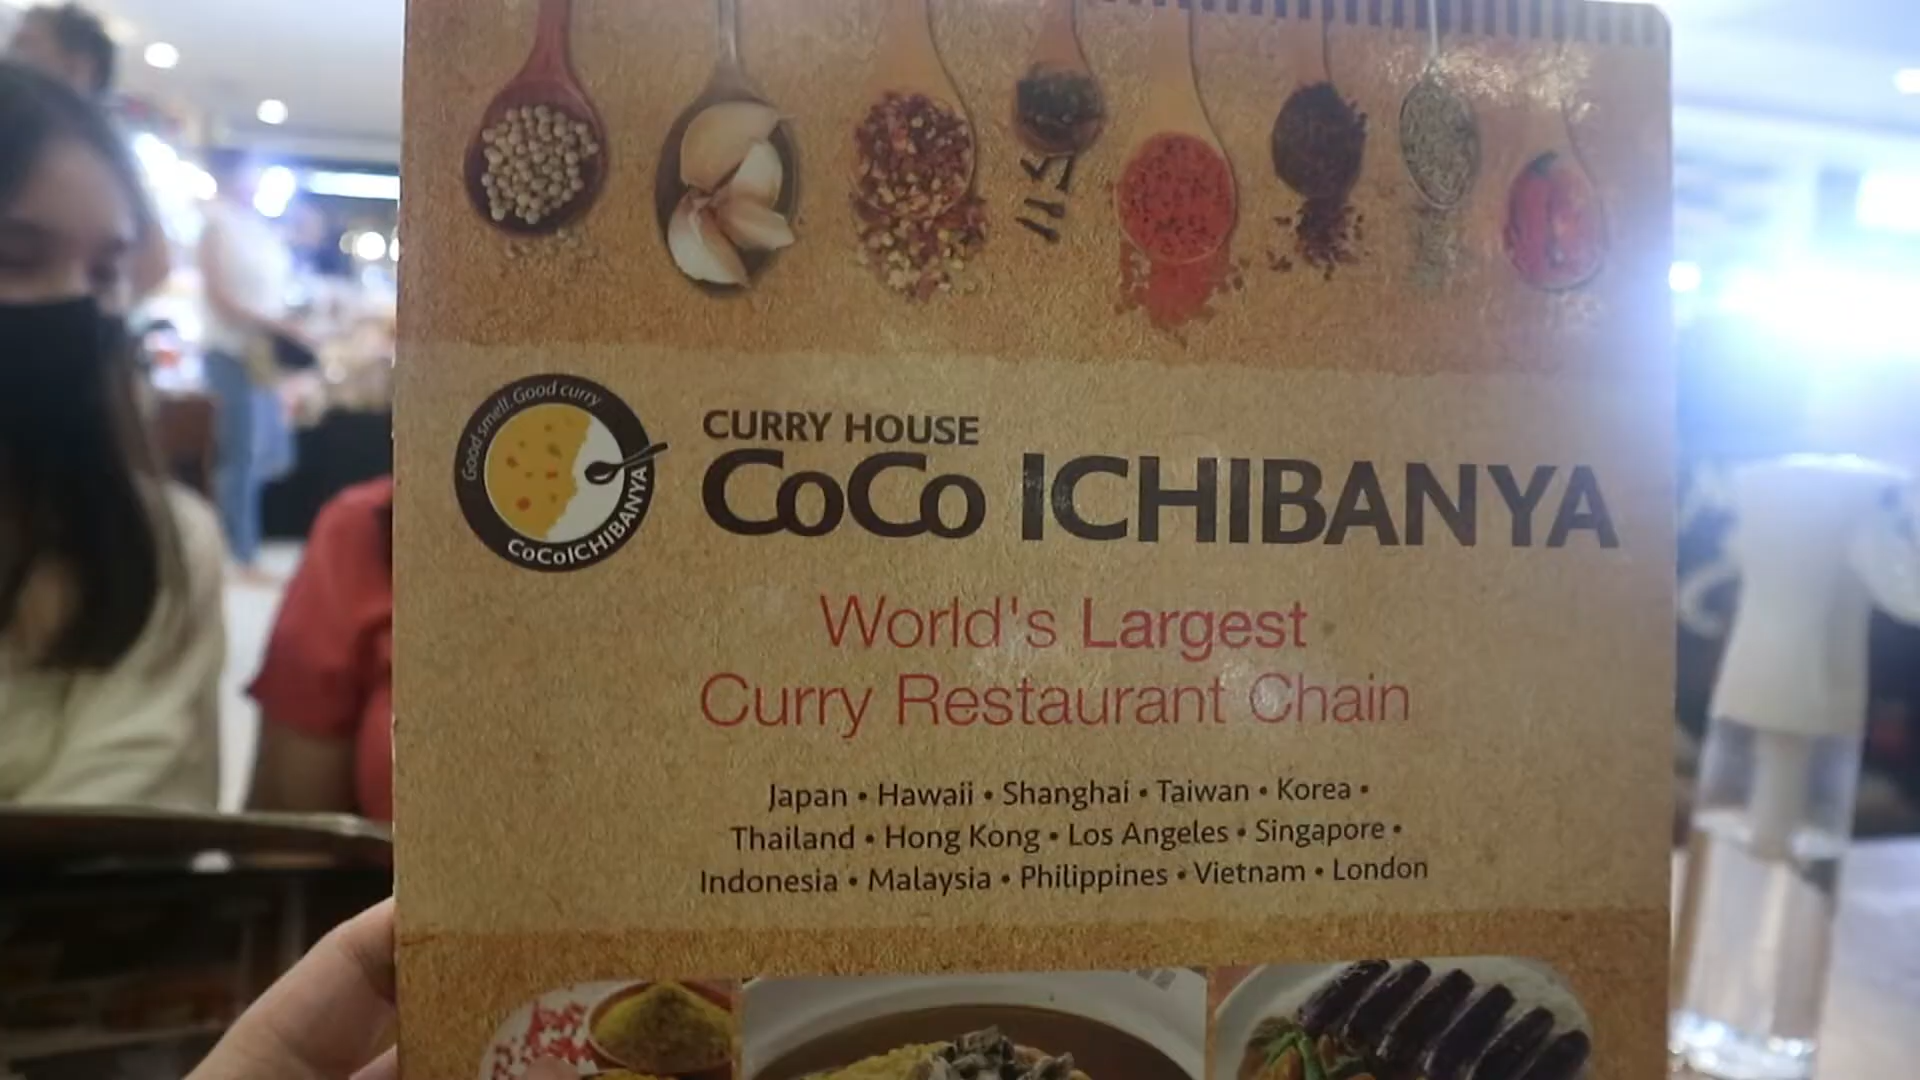 Good smell. Good curry
CoCoICHIBANYA
CURRY HOUSE
CoCo ICHIBANYA
World's Largest
Curry Restaurant Chain
Japan • Hawaii • Shanghai • Taiwan • Korea •
Thailand • Hong Kong • Los Angeles • Singapore •
Indonesia • Malaysia • Philippines • Vietnam • London